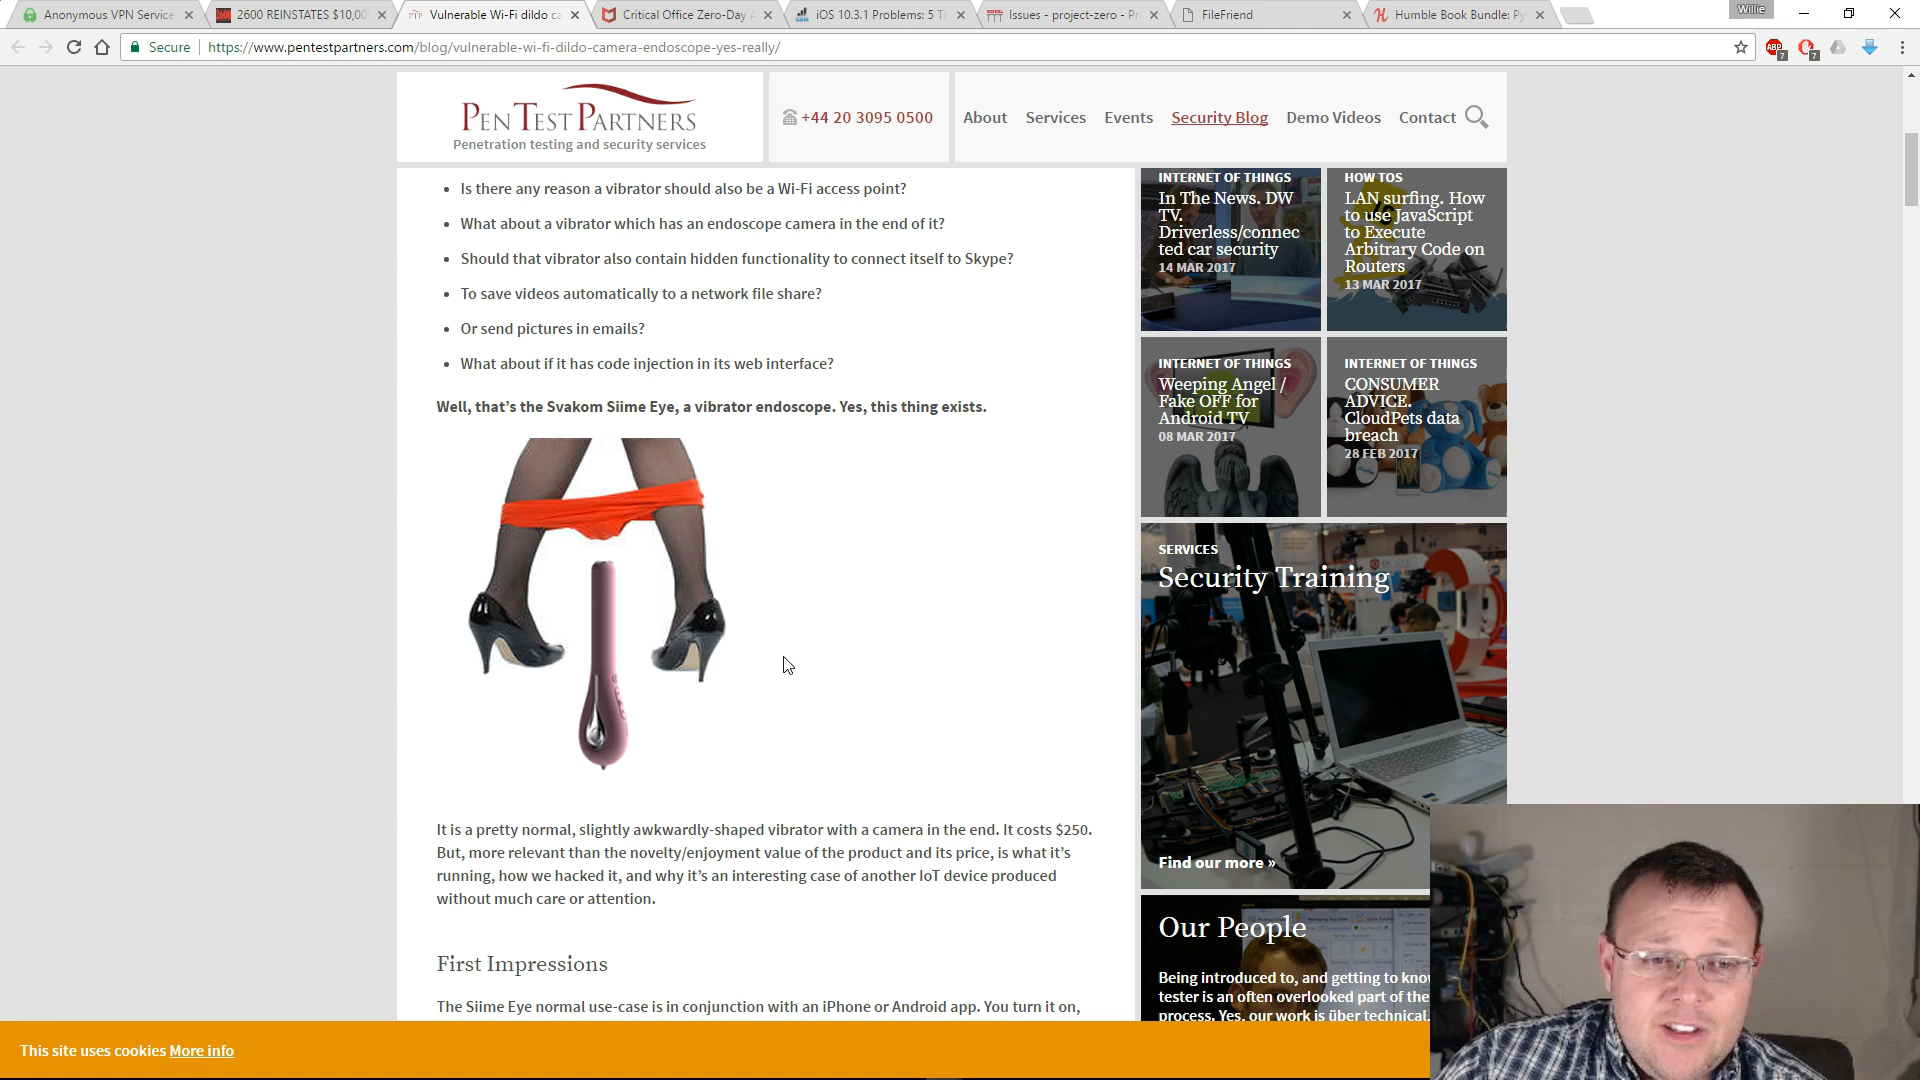 Anonymous VPN Service
2600 REINSTATES $10,00
Vulnerable Wi-Fi dildo ca
Critical Office Zero-Day A
iOS 10.3.1 Problems: 5 Th
Issues - project-zero - Pr
FileFriend
Humble Book Bundle: Py
Willie
Secure
https://www.pentestpartners.com/blog/vulnerable-wi-fi-dildo-camera-endoscope-yes-really/
ABP
7
7
PEN TEST PARTNERS
Penetration testing and security services
+44 20 3095 0500
About
Services
Events
Security Blog
Demo Videos
Contact
• Is there any reason a vibrator should also be a Wi-Fi access point?
• What about a vibrator which has an endoscope camera in the end of it?
• Should that vibrator also contain hidden functionality to connect itself to Skype?
• To save videos automatically to a network file share?
• Or send pictures in emails?
• What about if it has code injection in its web interface?
Well, that's the Svakom Siime Eye, a vibrator endoscope. Yes, this thing exists.
It is a pretty normal, slightly awkwardly-shaped vibrator with a camera in the end. It costs $250.
But, more relevant than the novelty/enjoyment value of the product and its price, is what it's
running, how we hacked it, and why it's an interesting case of another IoT device produced
without much care or attention.
First Impressions
The Siime Eye normal use-case is in conjunction with an iPhone or Android app. You turn it on,
INTERNET OF THINGS
In The News. DW
TV.
Driverless/connec
ted car security
14 MAR 2017
HOW TOS
LAN surfing. How
to use JavaScript
to Execute
Arbitrary Code on
Routers
13 MAR 2017
INTERNET OF THINGS
Weeping Angel /
Fake OFF for
Android TV
08 MAR 2017
INTERNET OF THINGS
CONSUMER
ADVICE.
CloudPets data
breach
28 FEB 2017
SERVICES
Security Training
Find our more »
Our People
Being introduced to, and getting to know
tester is an often overlooked part of the
process. Yes, our work is über technical,
This site uses cookies More info